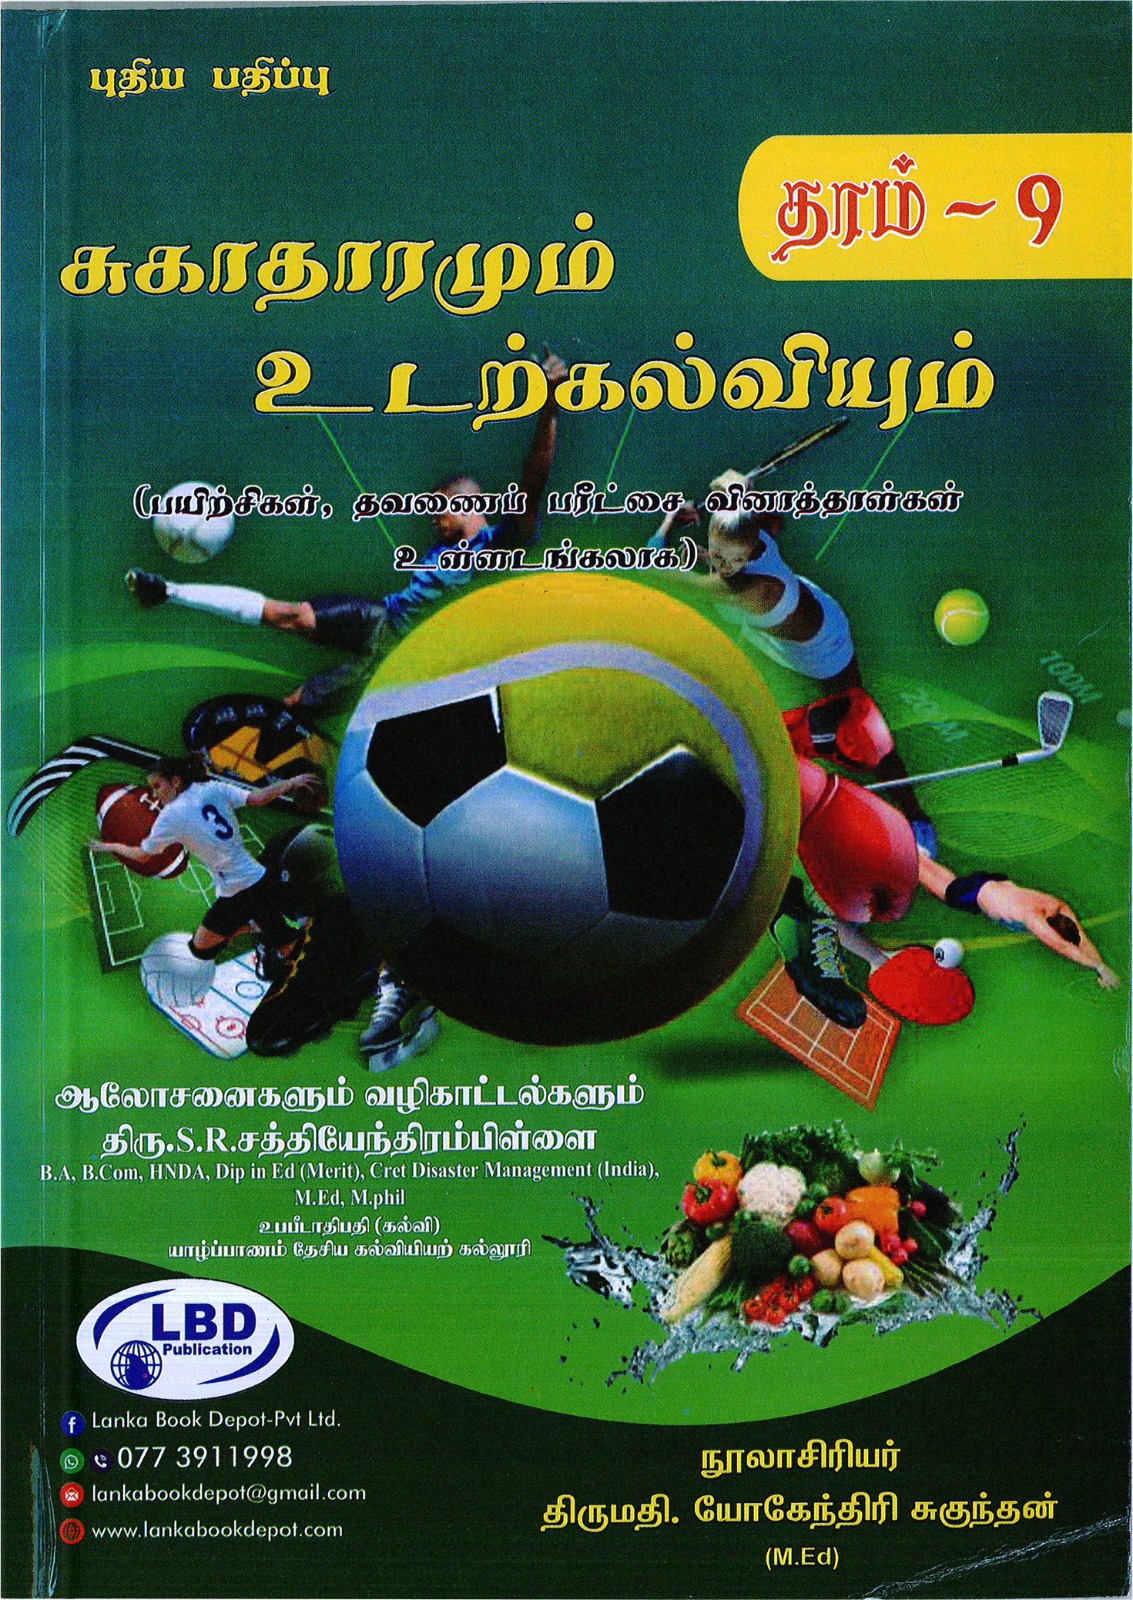 புதிய பதிப்பு
தரம் - 9
சுகாதாரமும்
உடற்கல்வியும்
(பயிற்சிகள், தவணைப் பரீட்சை வினாத்தாள்கள்
உள்ளடங்கலாக)
100M
220 M
3
ஆலோசனைகளும் வழிகாட்டல்களும்
திரு.S.R.சத்தியேந்திரம்பிள்ளை
B.A, B.Com, HNDA, Dip in Ed (Merit), Cret Disaster Management (India),
M.Ed, M.phil
உபபீடாதிபதி (கல்வி)
யாழ்ப்பாணம் தேசிய கல்வியியற் கல்லூரி
LBD
Publication
Lanka Book Depot-Pvt Ltd.
077 3911998
lankabookdepot@gmail.com
www.lankabookdepot.com
நூலாசிரியர்
திருமதி. யோகேந்திரி சுகுந்தன்
(M.Ed)